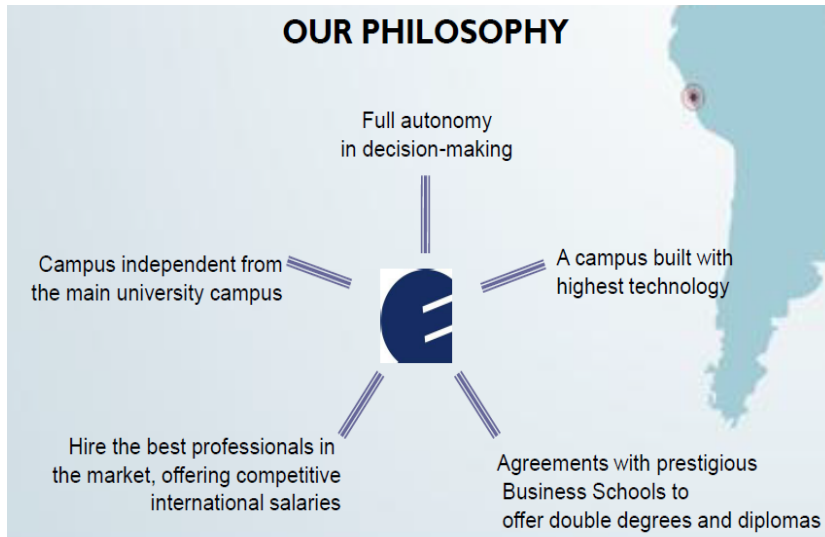 OUR PHILOSOPHY
Full autonomy
in decision-making
Campus independent from
the main university campus
A campus built with
highest technology
Hire the best professionals in
the market, offering competitive
international salaries
Agreements with prestigious
Business Schools to
offer double degrees and diplomas